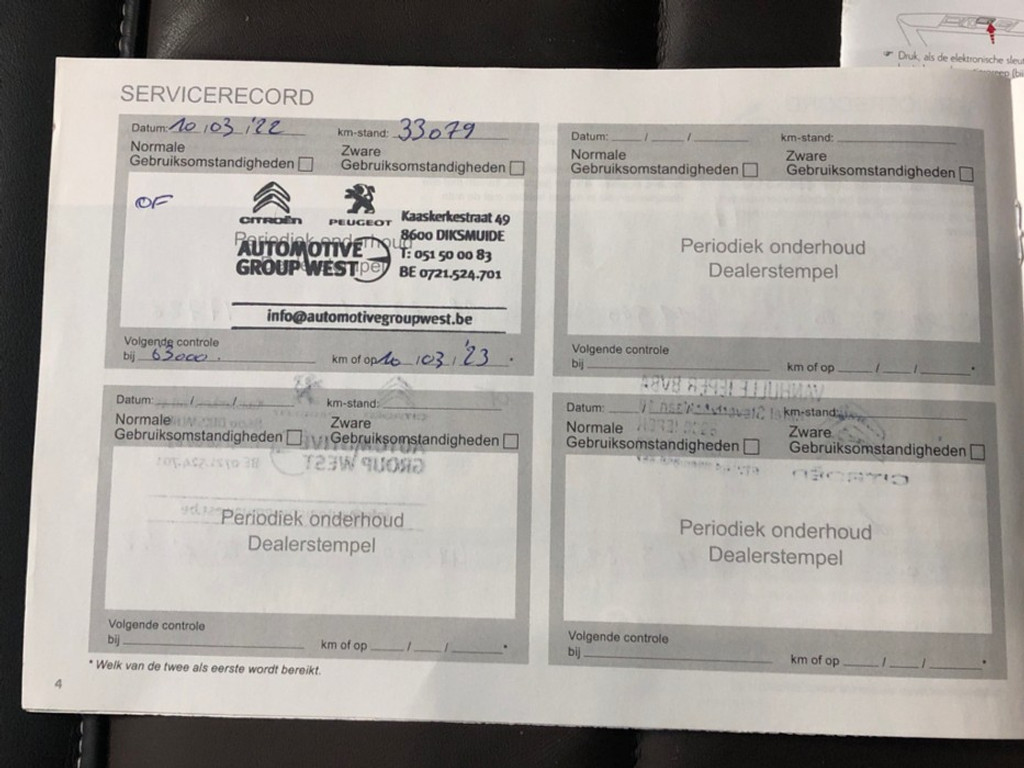 Druk, als de elektronische
SERVICERECORD
Datum: 10/03/'22 km-stand: 33079
Normale
Gebruiksomstandigheden
Zware
Gebruiksomstandigheden
OF
CITROËN
PEUGEOT
AUTOMOTIVE
GROUP WEST
Kaaskerkestraat 49
8600 DIKSMUIDE
T: 051 50 00 83
BE 0721.524.701
info@automotivegroupwest.be
Periodiek onderhoud
Volgende controle
bij 63000 km of op 10/03/'23 *
Datum: / / km-stand:
Normale
Gebruiksomstandigheden
Zware
Gebruiksomstandigheden
Periodiek onderhoud
Dealerstempel
Volgende controle
bij km of op / / *
Datum: / / km-stand:
Normale
Gebruiksomstandigheden
Zware
Gebruiksomstandigheden
Periodiek onderhoud
Dealerstempel
Volgende controle
bij km of op / / *
Datum: km-stand:
Normale
Gebruiksomstandigheden
Zware
Gebruiksomstandigheden
Periodiek onderhoud
Dealerstempel
Volgende controle
bij km of op / / *
* Welk van de twee als eerste wordt bereikt.
4